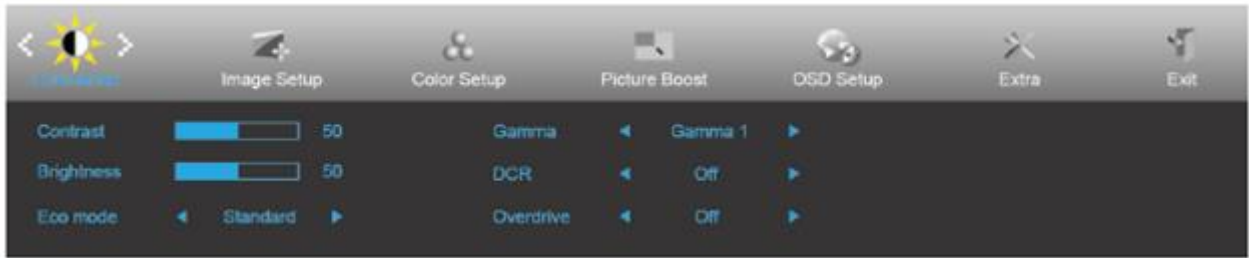 Image Setup Color Setup Picture Boost OSD Setup Extra Exit
Contrast 50 Gamma Gamma 1
Brightness 50 DCR Off
Eco mode Standard Overdrive Off